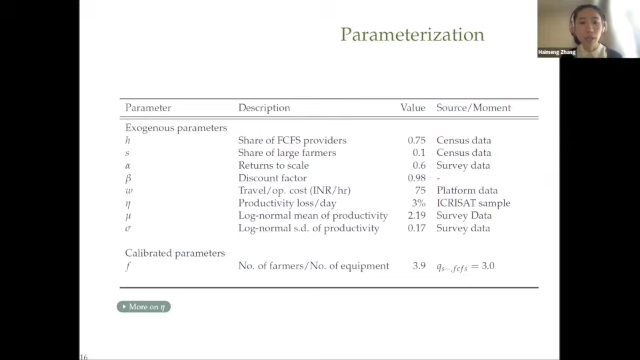 Parameterization
Haimeng Zhang
Parameter Description Value Source/Moment
Exogenous parameters
h Share of FCFS providers 0.75 Census data
s Share of large farmers 0.1 Census data
α Returns to scale 0.6 Survey data
β Discount factor 0.98 -
w Travel/op. cost (INR/hr) 75 Platform data
η Productivity loss/day 3% ICRISAT sample
μ Log-normal mean of productivity 2.19 Survey Data
σ Log-normal s.d. of productivity 0.17 Survey data
Calibrated parameters
f No. of farmers/No. of equipment 3.9 q_{s-,fcfs} = 3.0
More on η
16